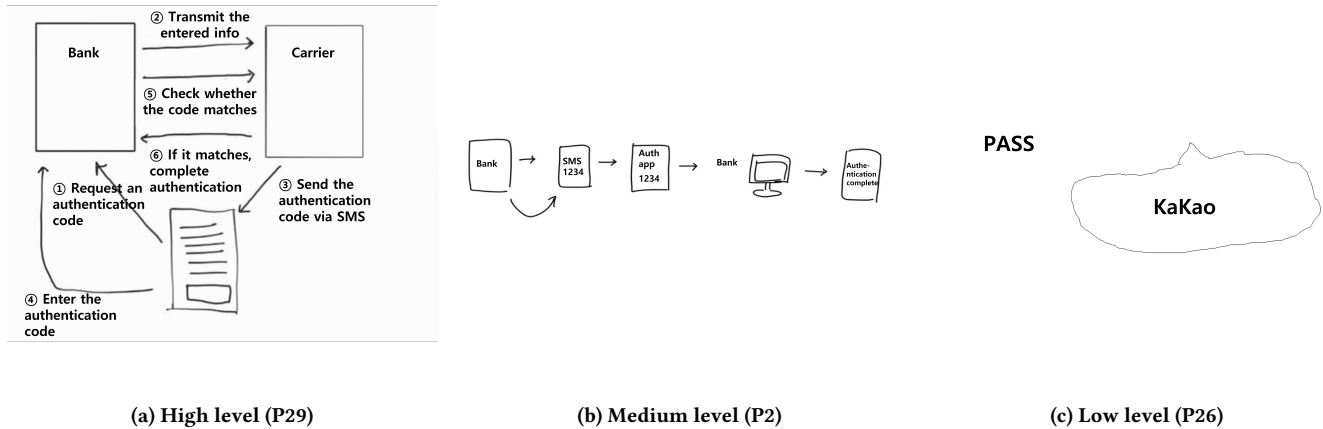 ② Transmit the
entered info
Bank
Carrier
⑤ Check whether
the code matches
⑥ If it matches,
complete
authentication
① Request an
authentication
code
③ Send the
authentication
code via SMS
④ Enter the
authentication
code
(a) High level (P29)
Bank
SMS
1234
Auth
app
1234
Bank
Authe-
ntication
complete
(b) Medium level (P2)
PASS
KaKao
(c) Low level (P26)